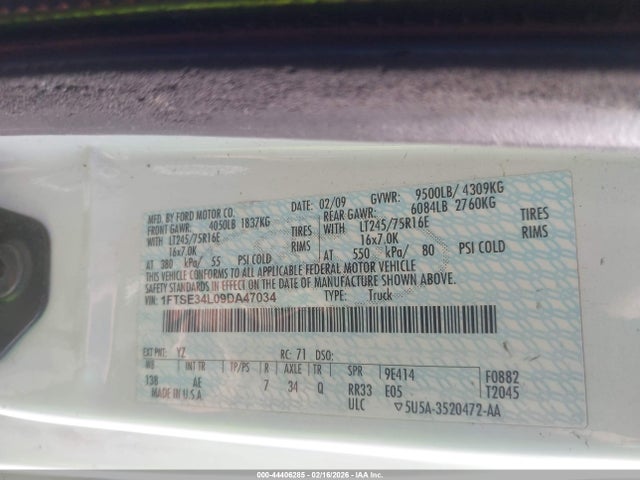 MFD. BY FORD MOTOR CO. 02/09 GVWR: 9500LB/ 4309KG
FRONT GAWR: 4050LB 1837KG REAR GAWR: 6084LB 2760KG
WITH LT245/75R16E TIRES WITH LT245/75R16E TIRES
16x7.0K RIMS 16x7.0K RIMS
AT 380 kPa/ 55 PSI COLD AT 550 kPa/ 80 PSI COLD
THIS VEHICLE CONFORMS TO ALL APPLICABLE FEDERAL MOTOR VEHICLE
SAFETY STANDARDS IN EFFECT ON THE DATE OF MANUFACTURE SHOWN ABOVE.
VIN: 1FTSE34L09DA47034 TYPE: Truck
EXT PNT: YZ RC: 71 DSO:
WB INT TR TP/PS R AXLE TR SPR 9E414 F0882
138 AE 7 34 Q RR33 E05 T2045
MADE IN U.S.A ULC ▽5U5A-3520472-AA
000-44406285 - 02/16/2026 - IAA Inc.